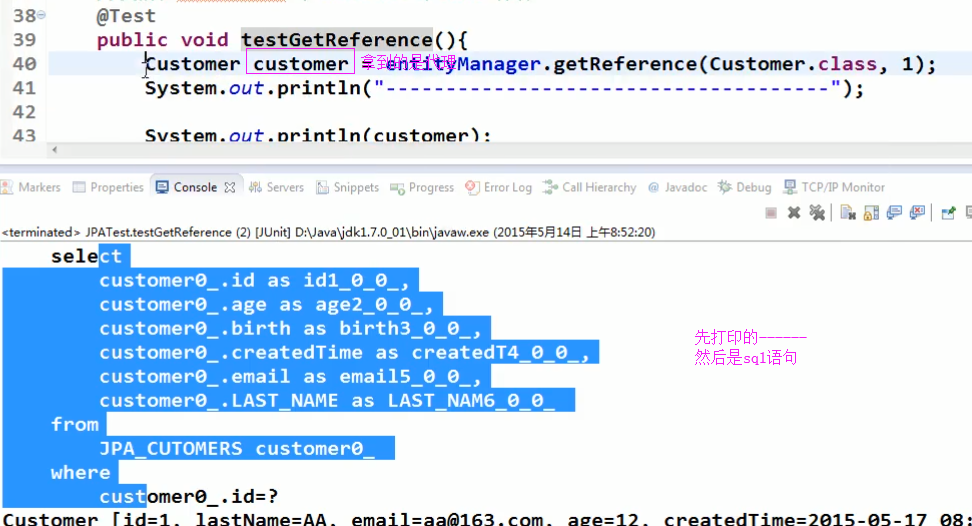 38
@Test
39 public void testGetReference(){
40 Customer customer = entityManager.getReference(Customer.class, 1);
拿到的是代理
41 System.out.println("-------------------------------------");
42
43 System.out.println(customer);
Markers Properties Console Servers Snippets Progress Error Log Call Hierarchy Javadoc Debug TCP/IP Monitor
<terminated> JPATest.testGetReference (2) [JUnit] D:\Java\jdk1.7.0_01\bin\javaw.exe (2015年5月14日 上午8:52:20)
select
customer0_.id as id1_0_0_,
customer0_.age as age2_0_0_,
customer0_.birth as birth3_0_0_,
customer0_.createdTime as createdT4_0_0_,
customer0_.email as email5_0_0_,
customer0_.LAST_NAME as LAST_NAM6_0_0_
from
JPA_CUTOMERS customer0_
where
customer0_.id=?
Customer [id=1, lastName=AA, email=aa@163.com, age=12, createdTime=2015-05-17 08:
先打印的------
然后是sql语句